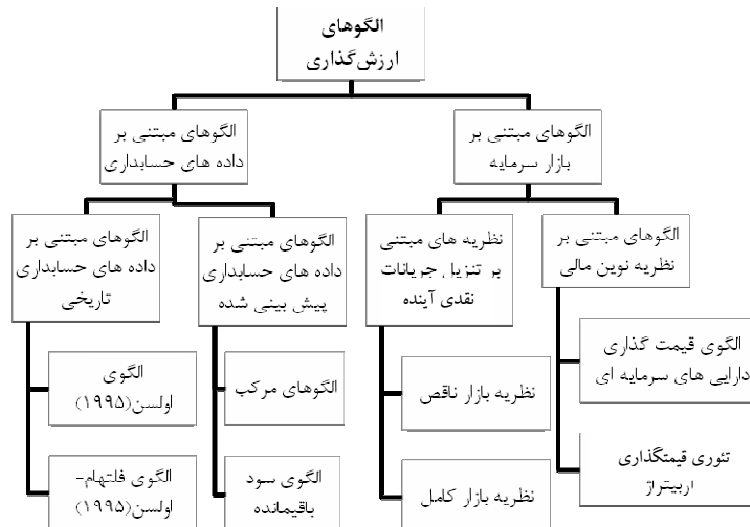 الگوهای
ارزش‌گذاری
الگوهای مبتنی بر
بازار سرمایه
الگوهای مبتنی بر
داده های حسابداری
الگوهای مبتنی بر
نظریه نوین مالی
نظریه های مبتنی
بر تنزیل جریانات
نقدی آینده
الگوهای مبتنی بر
داده های حسابداری
پیش بینی شده
الگوهای مبتنی بر
داده های حسابداری
تاریخی
الگوی قیمت گذاری
دارایی های سرمایه ای
نظریه بازار ناقص
الگوهای مرکب
الگوی
اولسن(۱۹۹۵)
تئوری قیمتگذاری
اربیتراژ
نظریه بازار کامل
الگوی سود
باقیمانده
الگوی فلتهام-
اولسن(۱۹۹۵)